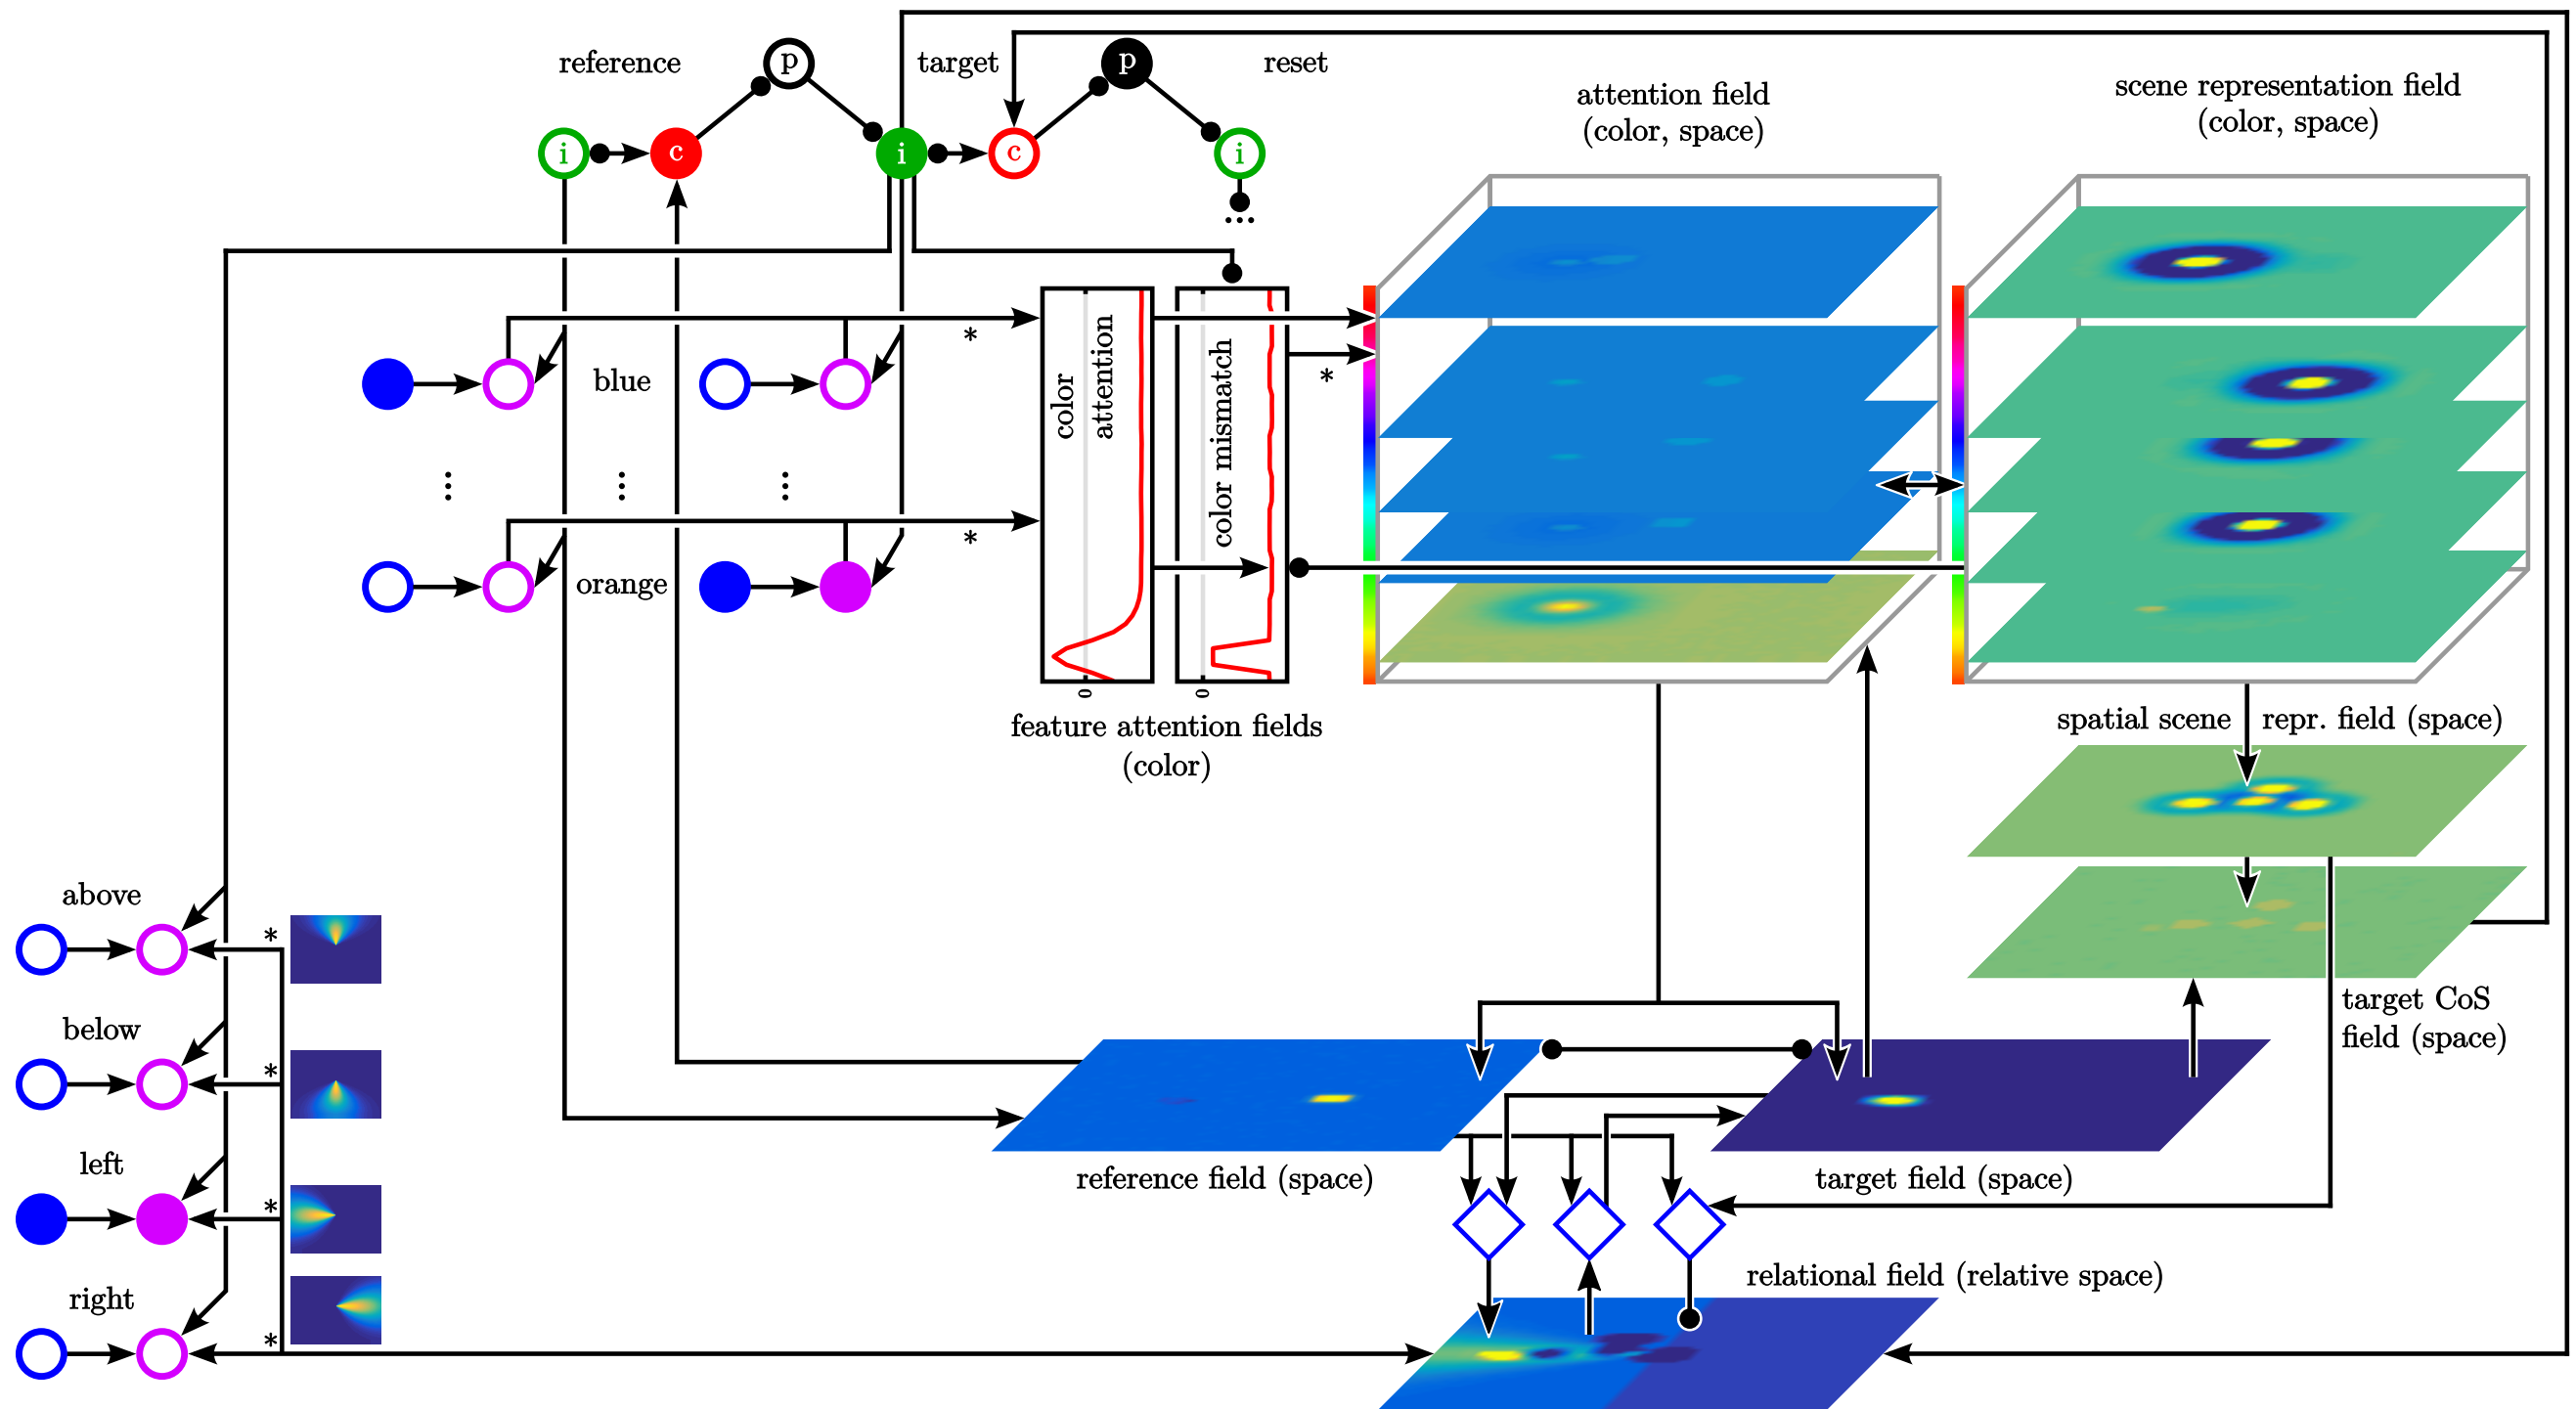 reference
p
target
p
reset
i
c
i
c
i
...
attention field
(color, space)
scene representation field
(color, space)
blue
*
...
...
...
orange
*
color
attention
color mismatch
*
0
0
feature attention fields
(color)
spatial scene
repr. field (space)
target CoS
field (space)
above
*
below
*
left
*
right
*
reference field (space)
target field (space)
relational field (relative space)